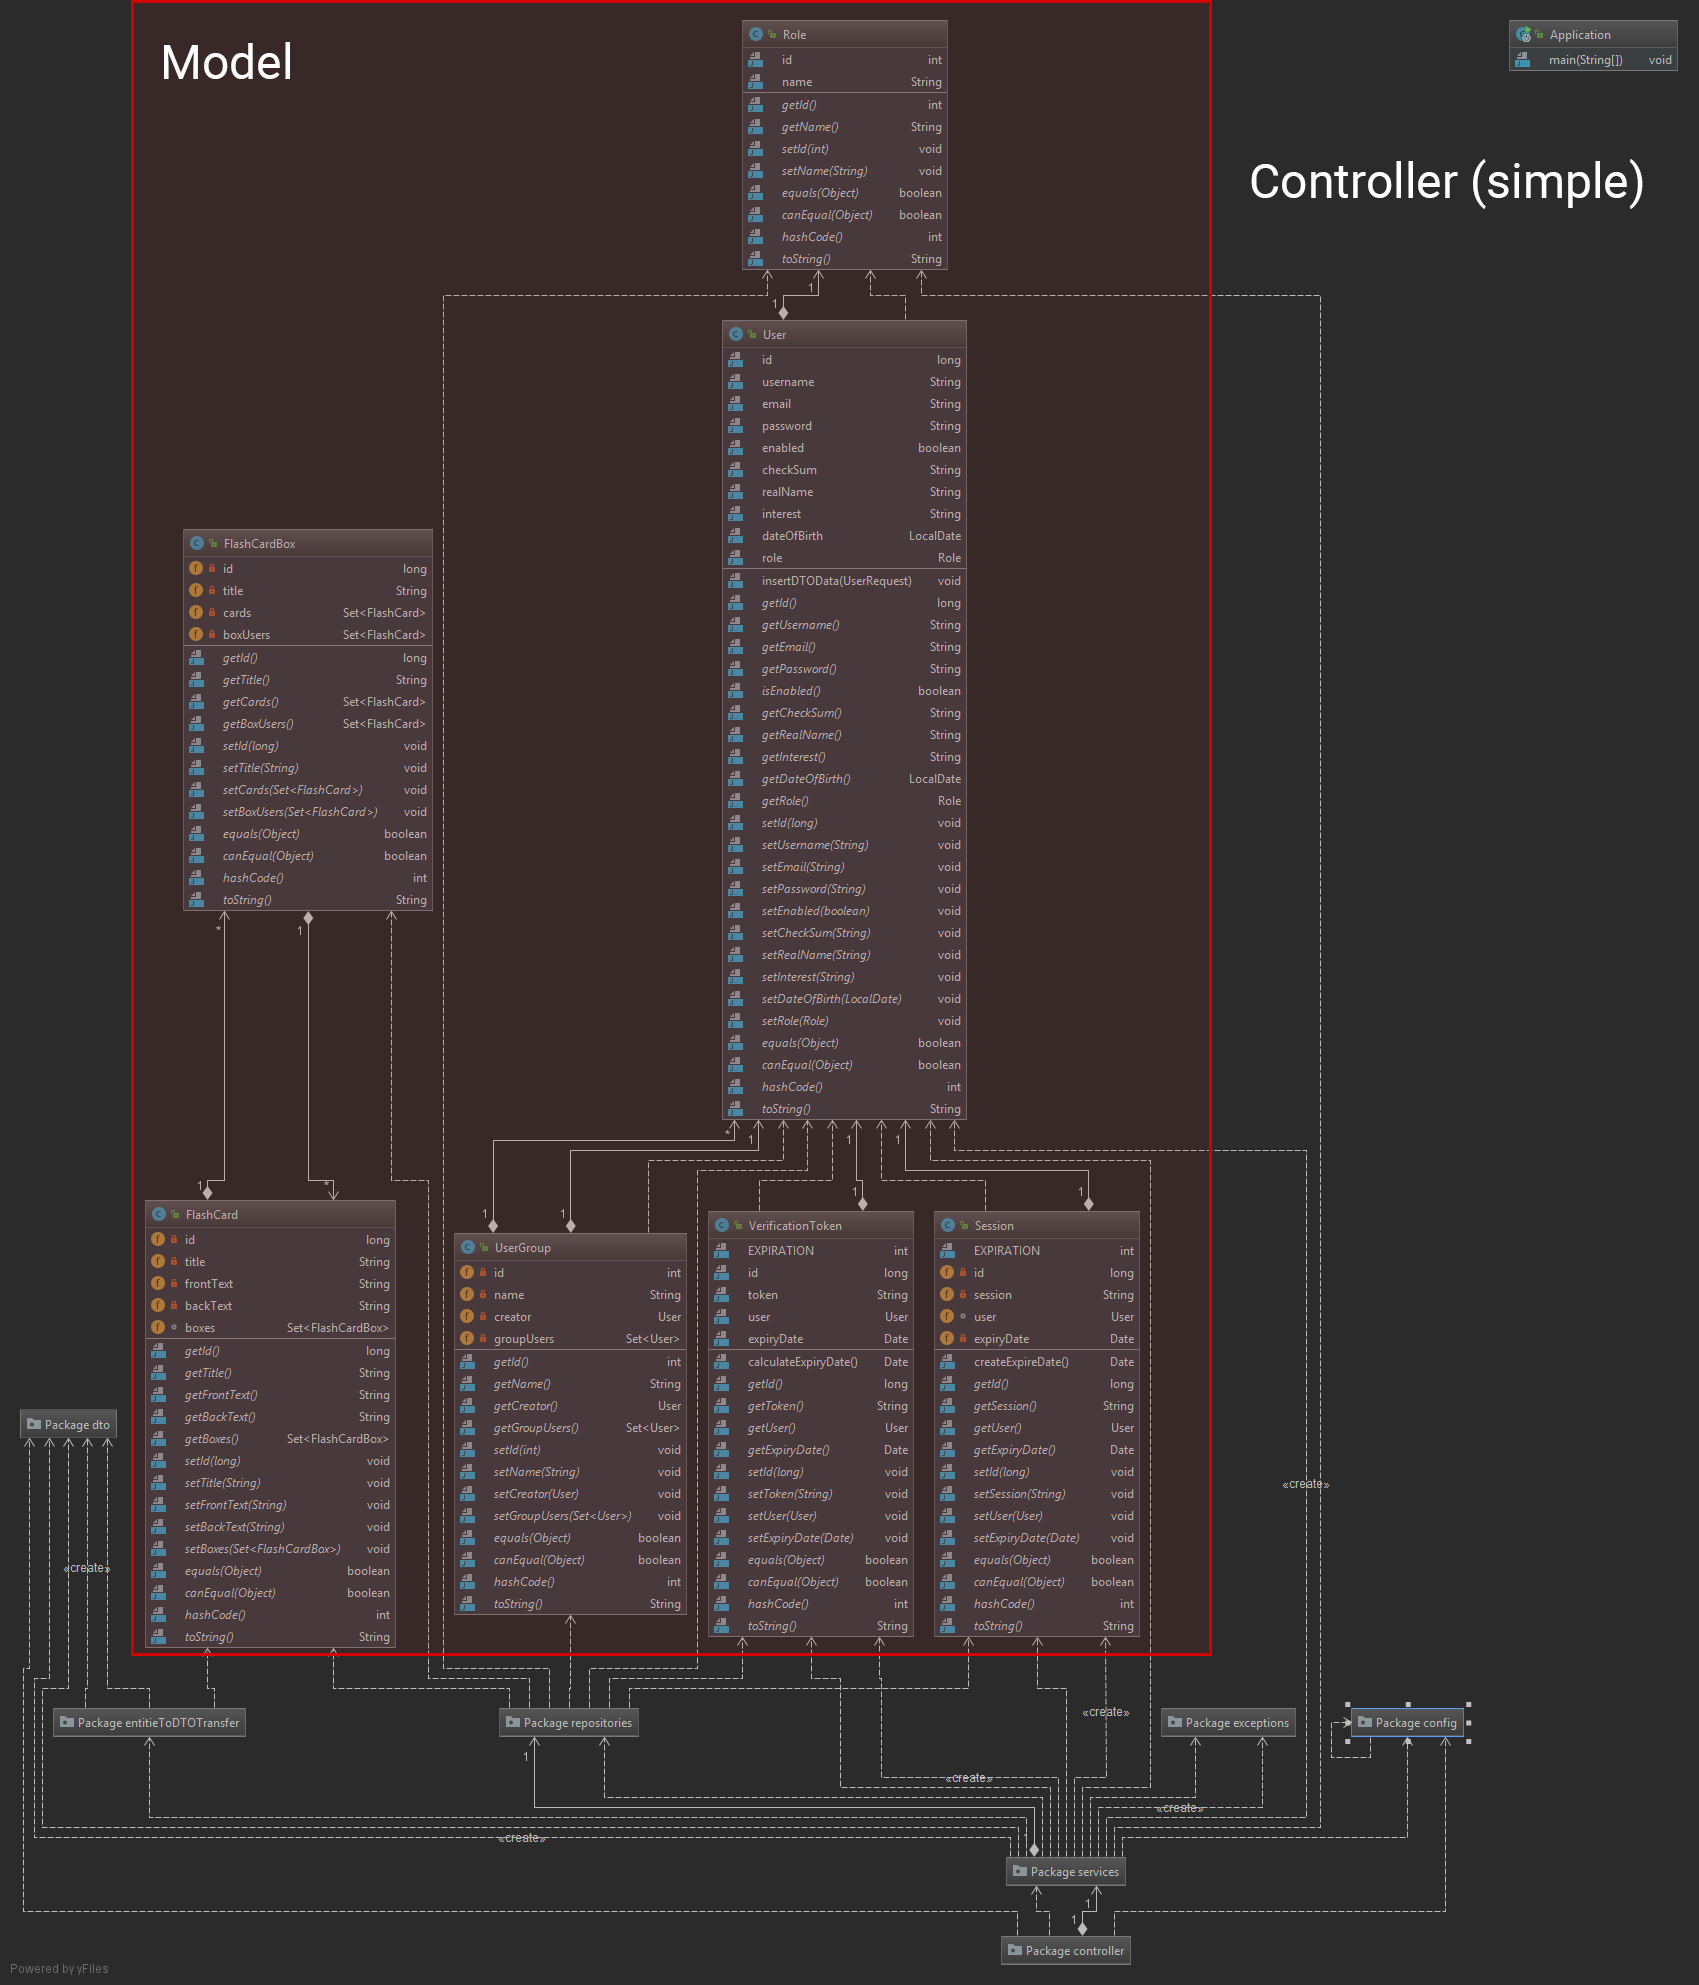 Model
Controller (simple)
Application
main(String[]) void
Role
id int
name String
getId() int
getName() String
setId(int) void
setName(String) void
equals(Object) boolean
canEqual(Object) boolean
hashCode() int
toString() String
1
1
User
id long
username String
email String
password String
enabled boolean
checkSum String
realName String
interest String
dateOfBirth LocalDate
role Role
insertDTOData(UserRequest) void
getId() long
getUsername() String
getEmail() String
getPassword() String
isEnabled() boolean
getCheckSum() String
getRealName() String
getInterest() String
getDateOfBirth() LocalDate
getRole() Role
setId(long) void
setUsername(String) void
setEmail(String) void
setPassword(String) void
setEnabled(boolean) void
setCheckSum(String) void
setRealName(String) void
setInterest(String) void
setDateOfBirth(LocalDate) void
setRole(Role) void
equals(Object) boolean
canEqual(Object) boolean
hashCode() int
toString() String
FlashCardBox
id long
title String
cards Set<FlashCard>
boxUsers Set<FlashCard>
getId() long
getTitle() String
getCards() Set<FlashCard>
getBoxUsers() Set<FlashCard>
setId(long) void
setTitle(String) void
setCards(Set<FlashCard>) void
setBoxUsers(Set<FlashCard>) void
equals(Object) boolean
canEqual(Object) boolean
hashCode() int
toString() String
* 1
* 1 1 1
1 * 1 1 1 1
FlashCard
id long
title String
frontText String
backText String
boxes Set<FlashCardBox>
getId() long
getTitle() String
getFrontText() String
getBackText() String
getBoxes() Set<FlashCardBox>
setId(long) void
setTitle(String) void
setFrontText(String) void
setBackText(String) void
setBoxes(Set<FlashCardBox>) void
equals(Object) boolean
canEqual(Object) boolean
hashCode() int
toString() String
UserGroup
id int
name String
creator User
groupUsers Set<User>
getId() int
getName() String
getCreator() User
getGroupUsers() Set<User>
setId(int) void
setName(String) void
setCreator(User) void
setGroupUsers(Set<User>) void
equals(Object) boolean
canEqual(Object) boolean
hashCode() int
toString() String
VerificationToken
EXPIRATION int
id long
token String
user User
expiryDate Date
calculateExpiryDate() Date
getId() long
getToken() String
getUser() User
getExpiryDate() Date
setId(long) void
setToken(String) void
setUser(User) void
setExpiryDate(Date) void
equals(Object) boolean
canEqual(Object) boolean
hashCode() int
toString() String
Session
EXPIRATION int
id long
session String
user User
expiryDate Date
createExpireDate() Date
getId() long
getSession() String
getUser() User
getExpiryDate() Date
setId(long) void
setSession(String) void
setUser(User) void
setExpiryDate(Date) void
equals(Object) boolean
canEqual(Object) boolean
hashCode() int
toString() String
Package dto
«create»
«create»
«create»
Package entitieToDTOTransfer
Package repositories
Package exceptions
Package config
1
«create»
«create»
«create»
Package services
1
1
Package controller
Powered by yFiles